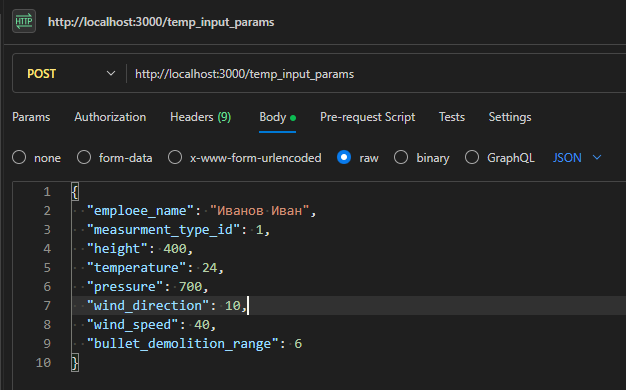 HTTP http://localhost:3000/temp_input_params
POST http://localhost:3000/temp_input_params
Params Authorization Headers (9) Body Pre-request Script Tests Settings
none form-data x-www-form-urlencoded raw binary GraphQL JSON
1 {
2 "emploee_name": "Иванов Иван",
3 "measurment_type_id": 1,
4 "height": 400,
5 "temperature": 24,
6 "pressure": 700,
7 "wind_direction": 10,
8 "wind_speed": 40,
9 "bullet_demolition_range": 6
10 }